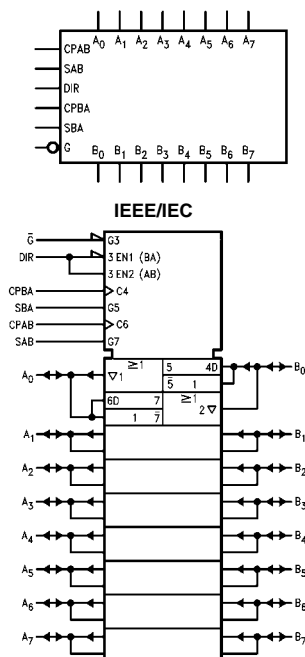 A0 A1 A2 A3 A4 A5 A6 A7
CPAB
SAB
DIR
CPBA
SBA
G
B0 B1 B2 B3 B4 B5 B6 B7
IEEE/IEC
G̅ G3
DIR 3 EN1 (BA)
3 EN2 (AB)
CPBA C4
SBA G5
CPAB C6
SAB G7
A0 ≥1 5 4D B0
▽1 5̅ 1
6D 7 ≥1
1 7̅ 2▽
A1 B1
A2 B2
A3 B3
A4 B4
A5 B5
A6 B6
A7 B7